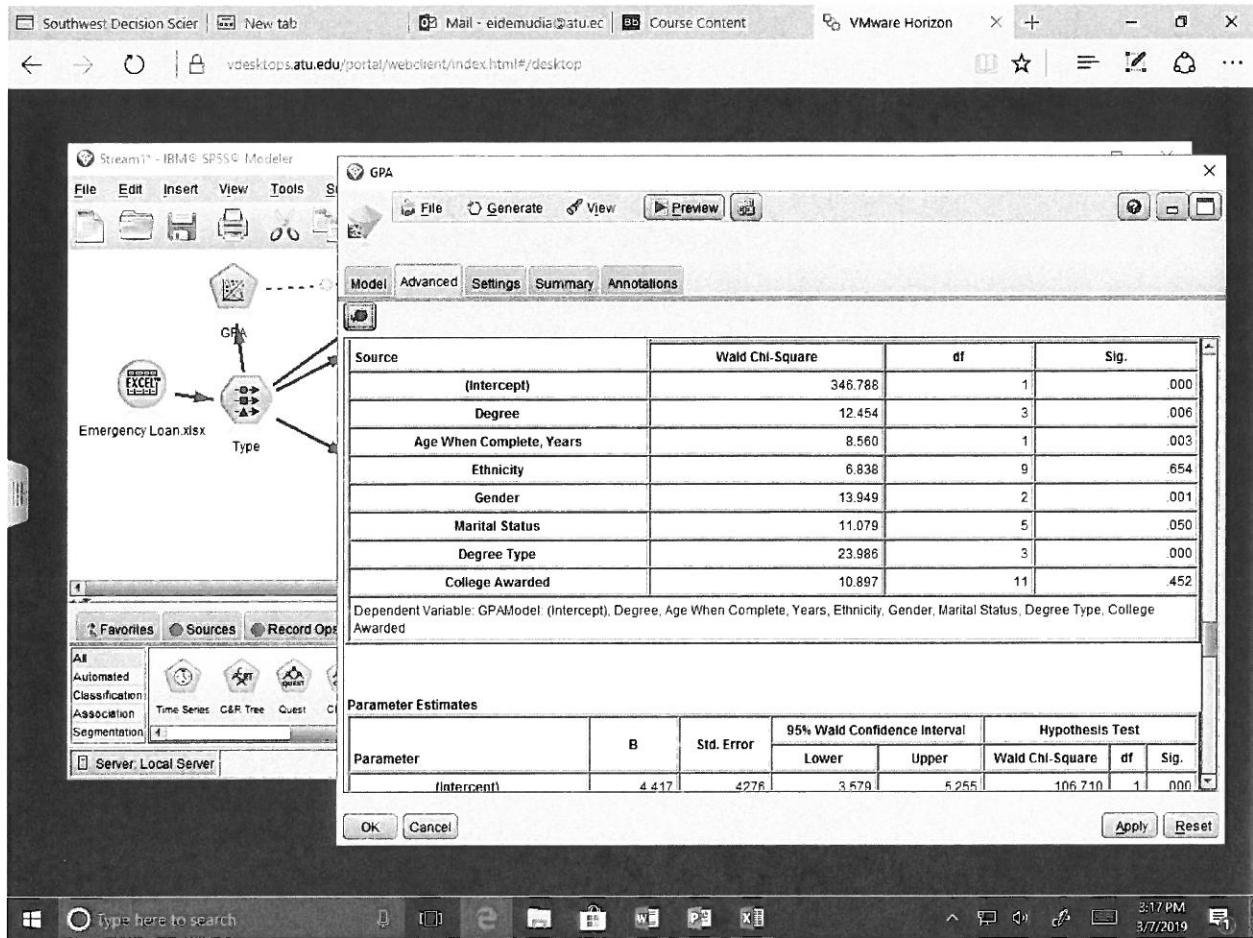 Southwest Decision Scier New tab Mail - eidemudia@atu.ec Bb Course Content VMware Horizon
vdesktops.atu.edu/portal/webclient/index.html#/desktop
Stream1* - IBM® SPSS® Modeler
File Edit Insert View Tools
GPA
File Generate View Preview
Model Advanced Settings Summary Annotations
GPA
EXCEL
Emergency Loan.xlsx
Type
Source Wald Chi-Square df Sig.
(Intercept) 346.788 1 .000
Degree 12.454 3 .006
Age When Complete, Years 8.560 1 .003
Ethnicity 6.838 9 .654
Gender 13.949 2 .001
Marital Status 11.079 5 .050
Degree Type 23.986 3 .000
College Awarded 10.897 11 .452
Dependent Variable: GPAModel: (Intercept), Degree, Age When Complete, Years, Ethnicity, Gender, Marital Status, Degree Type, College
Awarded
Favorites Sources Record Ops
All
Automated
Classification
Association
Segmentation
Time Series C&R Tree Quest
Server: Local Server
Parameter Estimates
Parameter B Std. Error 95% Wald Confidence Interval Hypothesis Test
Lower Upper Wald Chi-Square df Sig.
(Intercept) 4.417 .4276 3.579 5.255 106.710 1 .000
OK Cancel Apply Reset
Type here to search
3:17 PM
3/7/2019